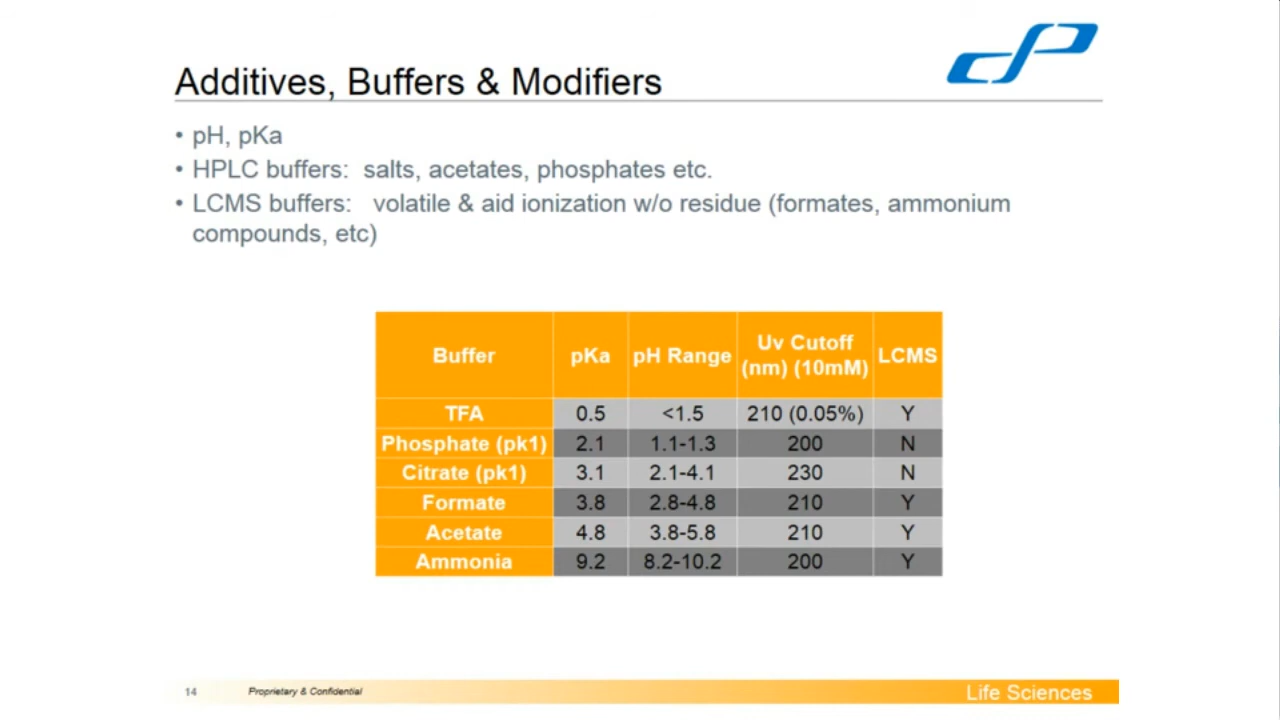 Additives, Buffers & Modifiers
• pH, pKa
• HPLC buffers: salts, acetates, phosphates etc.
• LCMS buffers: volatile & aid ionization w/o residue (formates, ammonium
compounds, etc)
Buffer pKa pH Range Uv Cutoff (nm) (10mM) LCMS
TFA 0.5 <1.5 210 (0.05%) Y
Phosphate (pk1) 2.1 1.1-1.3 200 N
Citrate (pk1) 3.1 2.1-4.1 230 N
Formate 3.8 2.8-4.8 210 Y
Acetate 4.8 3.8-5.8 210 Y
Ammonia 9.2 8.2-10.2 200 Y
14 Proprietary & Confidential Life Sciences